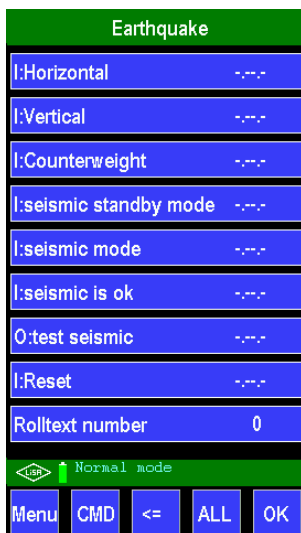 Earthquake
I:Horizontal -.--.-
I:Vertical -.--.-
I:Counterweight -.--.-
I:seismic standby mode -.--.-
I:seismic mode -.--.-
I:seismic is ok -.--.-
O:test seismic -.--.-
I:Reset -.--.-
Rolltext number 0
LiSA Normal mode
Menu CMD <= ALL OK